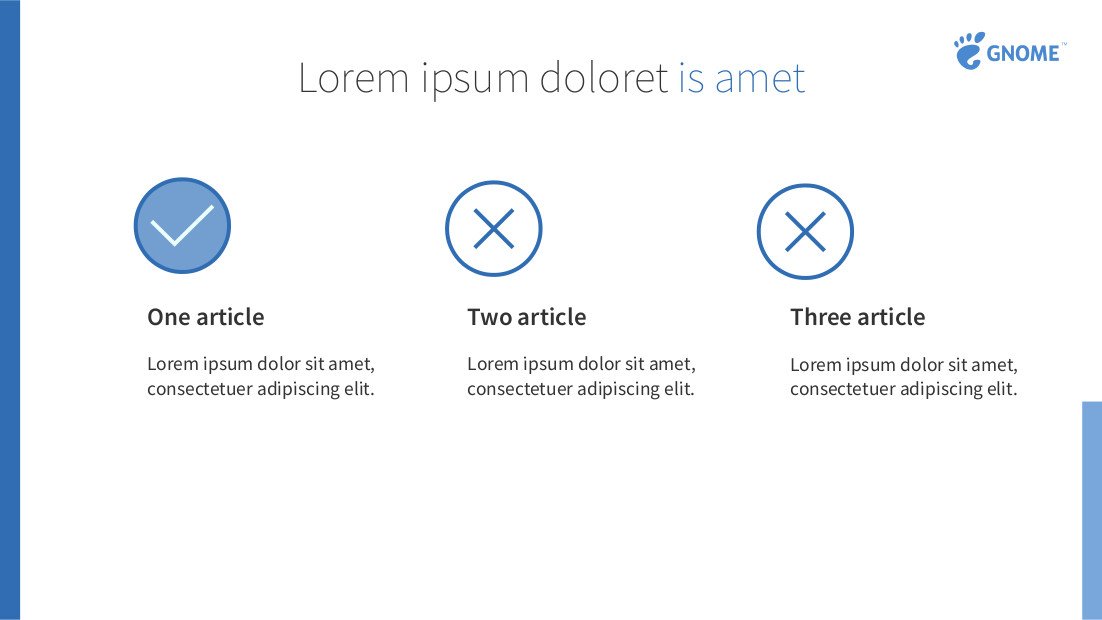 GNOME™
Lorem ipsum doloret is amet
One article
Lorem ipsum dolor sit amet,
consectetuer adipiscing elit.
Two article
Lorem ipsum dolor sit amet,
consectetuer adipiscing elit.
Three article
Lorem ipsum dolor sit amet,
consectetuer adipiscing elit.